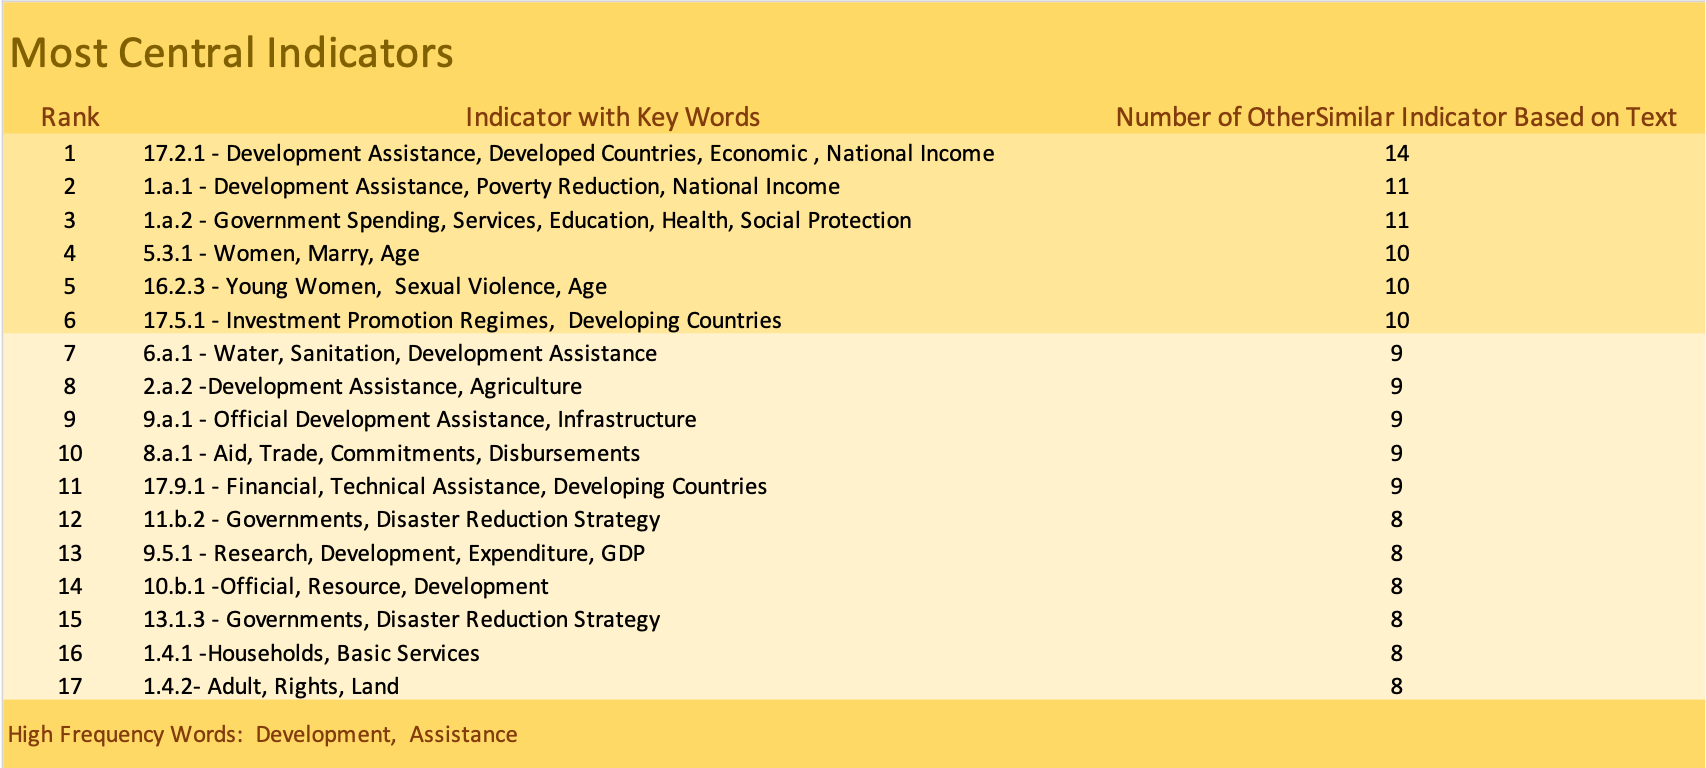 Most Central Indicators
Rank Indicator with Key Words Number of OtherSimilar Indicator Based on Text
1 17.2.1 - Development Assistance, Developed Countries, Economic , National Income 14
2 1.a.1 - Development Assistance, Poverty Reduction, National Income 11
3 1.a.2 - Government Spending, Services, Education, Health, Social Protection 11
4 5.3.1 - Women, Marry, Age 10
5 16.2.3 - Young Women,  Sexual Violence, Age 10
6 17.5.1 - Investment Promotion Regimes,  Developing Countries 10
7 6.a.1 - Water, Sanitation, Development Assistance 9
8 2.a.2 -Development Assistance, Agriculture 9
9 9.a.1 - Official Development Assistance, Infrastructure 9
10 8.a.1 - Aid, Trade, Commitments, Disbursements 9
11 17.9.1 - Financial, Technical Assistance, Developing Countries 9
12 11.b.2 - Governments, Disaster Reduction Strategy 8
13 9.5.1 - Research, Development, Expenditure, GDP 8
14 10.b.1 -Official, Resource, Development 8
15 13.1.3 - Governments, Disaster Reduction Strategy 8
16 1.4.1 -Households, Basic Services 8
17 1.4.2- Adult, Rights, Land 8
High Frequency Words:  Development,  Assistance